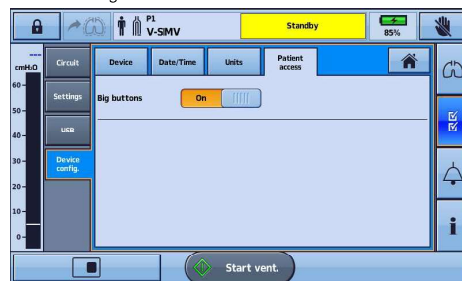 P1
V-SIMV
Standby
85%
---
cmH2O
60-
50-
40-
30-
20-
10-
0-
Circuit
Settings
USB
Device
config.
Device
Date/Time
Units
Patient
access
Big buttons
On
i
Start vent.